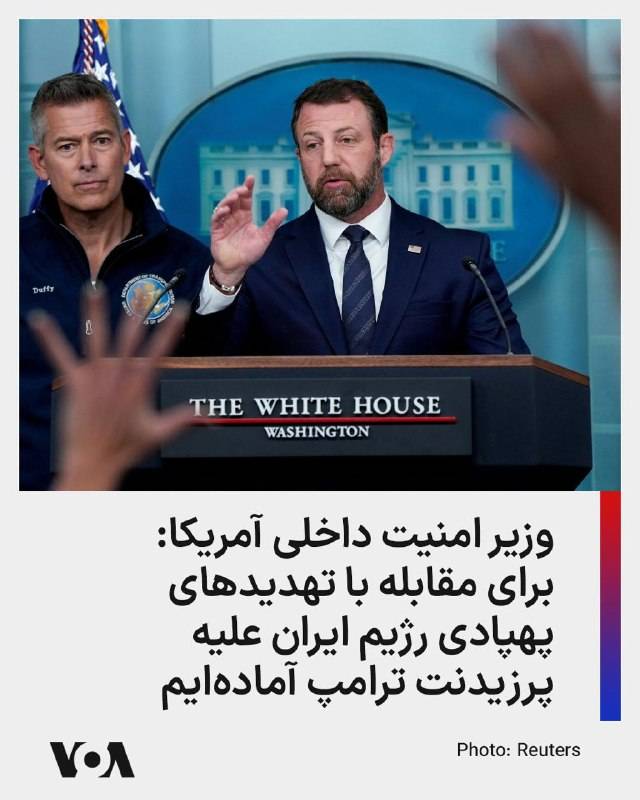 Duffy
THE WHITE HOUSE
WASHINGTON
وزیر امنیت داخلی آمریکا:
برای مقابله با تهدیدهای
پهپادی رژیم ایران علیه
پرزیدنت ترامپ آماده‌ایم
VOA
Photo: Reuters